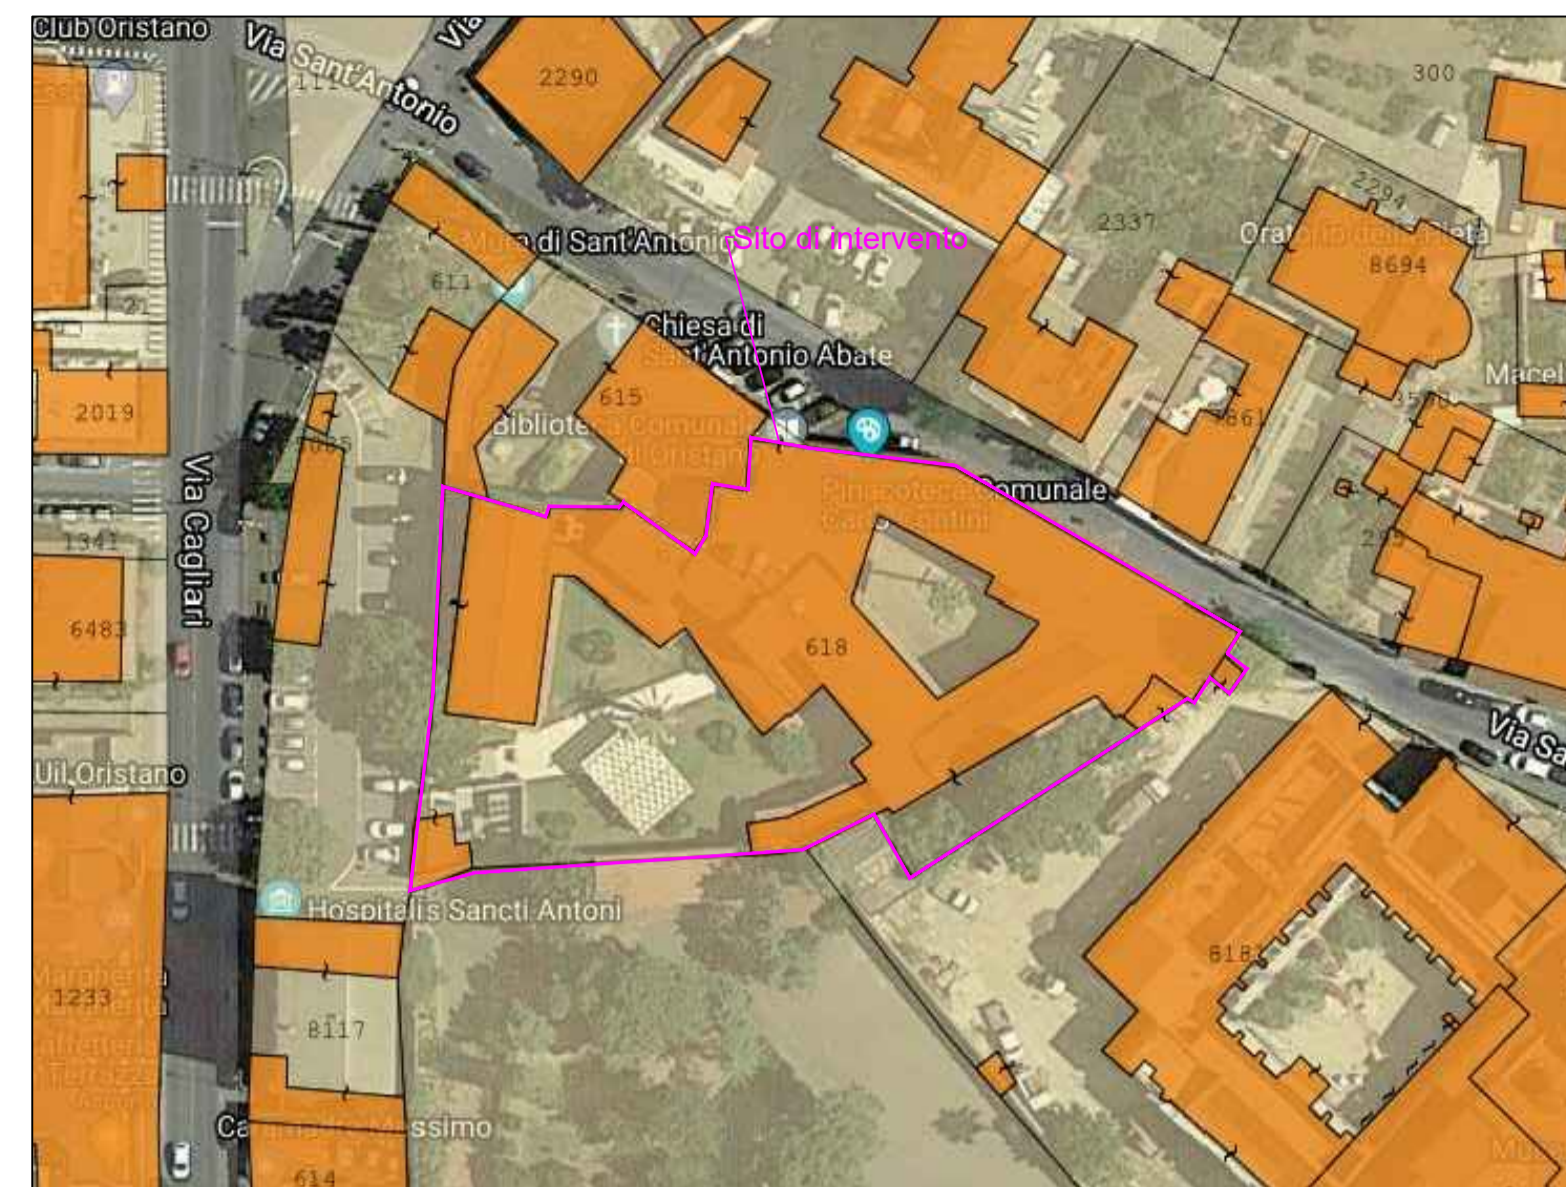 Club Oristano
Via Sant'Antonio
Via
2290
300
2294
2337
8694
Mura di Sant'Antonio
Sito di intervento
611
Chiesa di
Sant'Antonio Abate
Macel
2019
615
Biblioteca Comunale
di Oristano
Via Cagliari
Pinacoteca Comunale
Carlo Contini
1341
6483
618
Uil Oristano
Via Sa
Hospitalis Sancti Antoni
1233
Margherita
8117
614